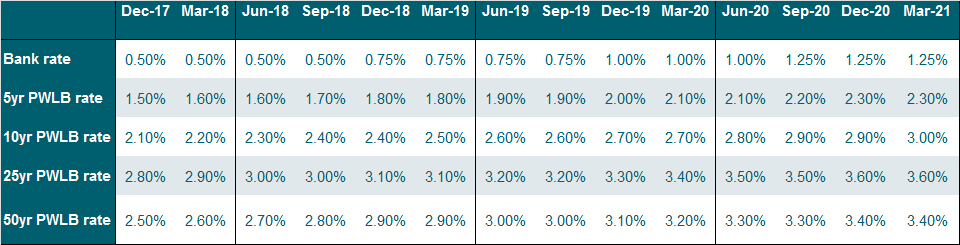 Dec-17 Mar-18 Jun-18 Sep-18 Dec-18 Mar-19 Jun-19 Sep-19 Dec-19 Mar-20 Jun-20 Sep-20 Dec-20 Mar-21
Bank rate 0.50% 0.50% 0.50% 0.50% 0.75% 0.75% 0.75% 0.75% 1.00% 1.00% 1.00% 1.25% 1.25% 1.25%
5yr PWLB rate 1.50% 1.60% 1.60% 1.70% 1.80% 1.80% 1.90% 1.90% 2.00% 2.10% 2.10% 2.20% 2.30% 2.30%
10yr PWLB rate 2.10% 2.20% 2.30% 2.40% 2.40% 2.50% 2.60% 2.60% 2.70% 2.70% 2.80% 2.90% 2.90% 3.00%
25yr PWLB rate 2.80% 2.90% 3.00% 3.00% 3.10% 3.10% 3.20% 3.20% 3.30% 3.40% 3.50% 3.50% 3.60% 3.60%
50yr PWLB rate 2.50% 2.60% 2.70% 2.80% 2.90% 2.90% 3.00% 3.00% 3.10% 3.20% 3.30% 3.30% 3.40% 3.40%